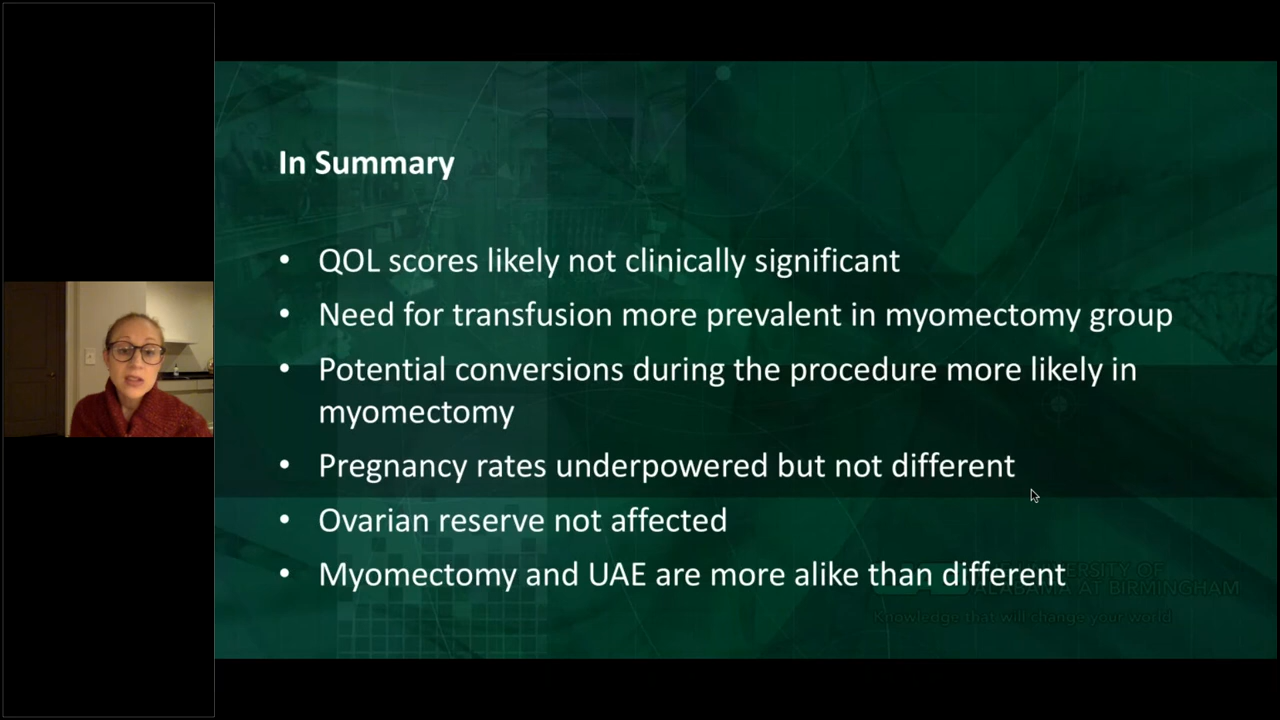 In Summary
• QOL scores likely not clinically significant
• Need for transfusion more prevalent in myomectomy group
• Potential conversions during the procedure more likely in
myomectomy
• Pregnancy rates underpowered but not different
• Ovarian reserve not affected
• Myomectomy and UAE are more alike than different
UNIVERSITY OF
ALABAMA AT BIRMINGHAM
Knowledge that will change your world